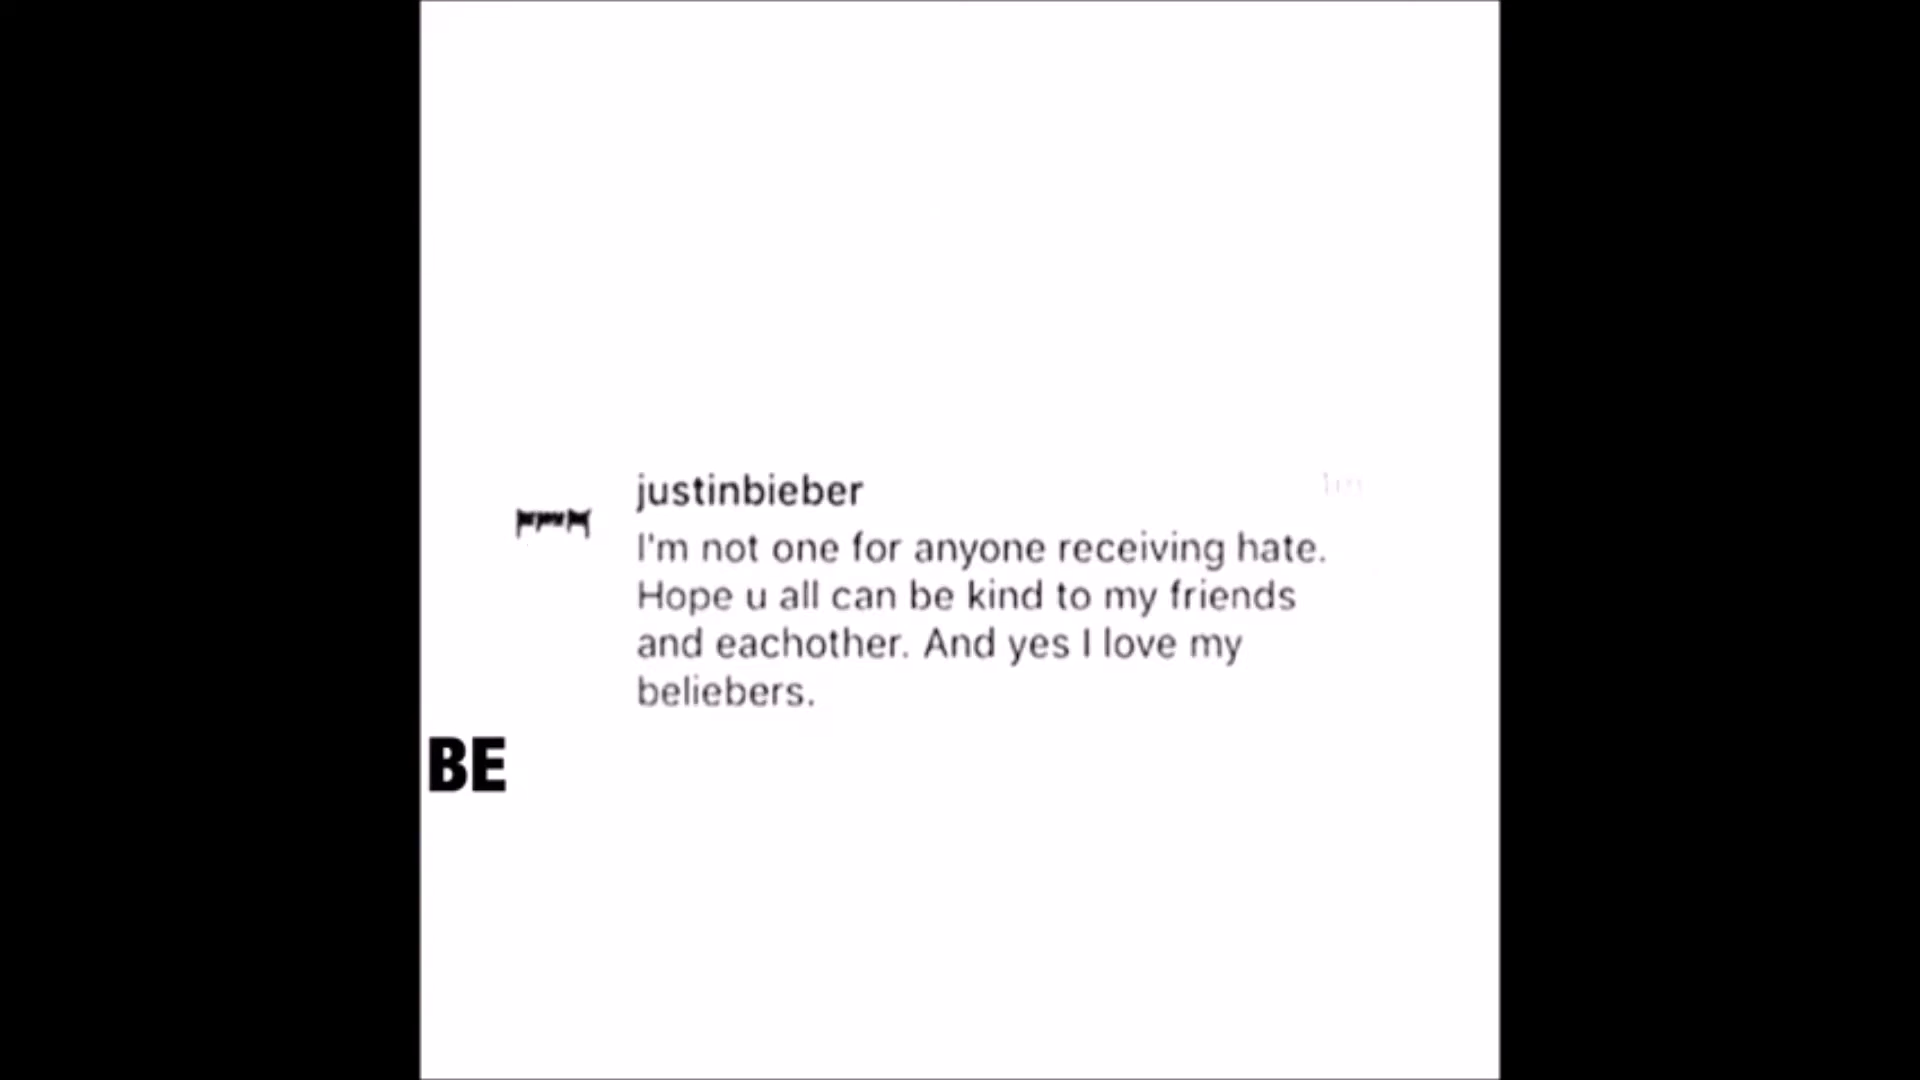 justinbieber
I'm not one for anyone receiving hate.
Hope u all can be kind to my friends
and eachother. And yes I love my
beliebers.
BE